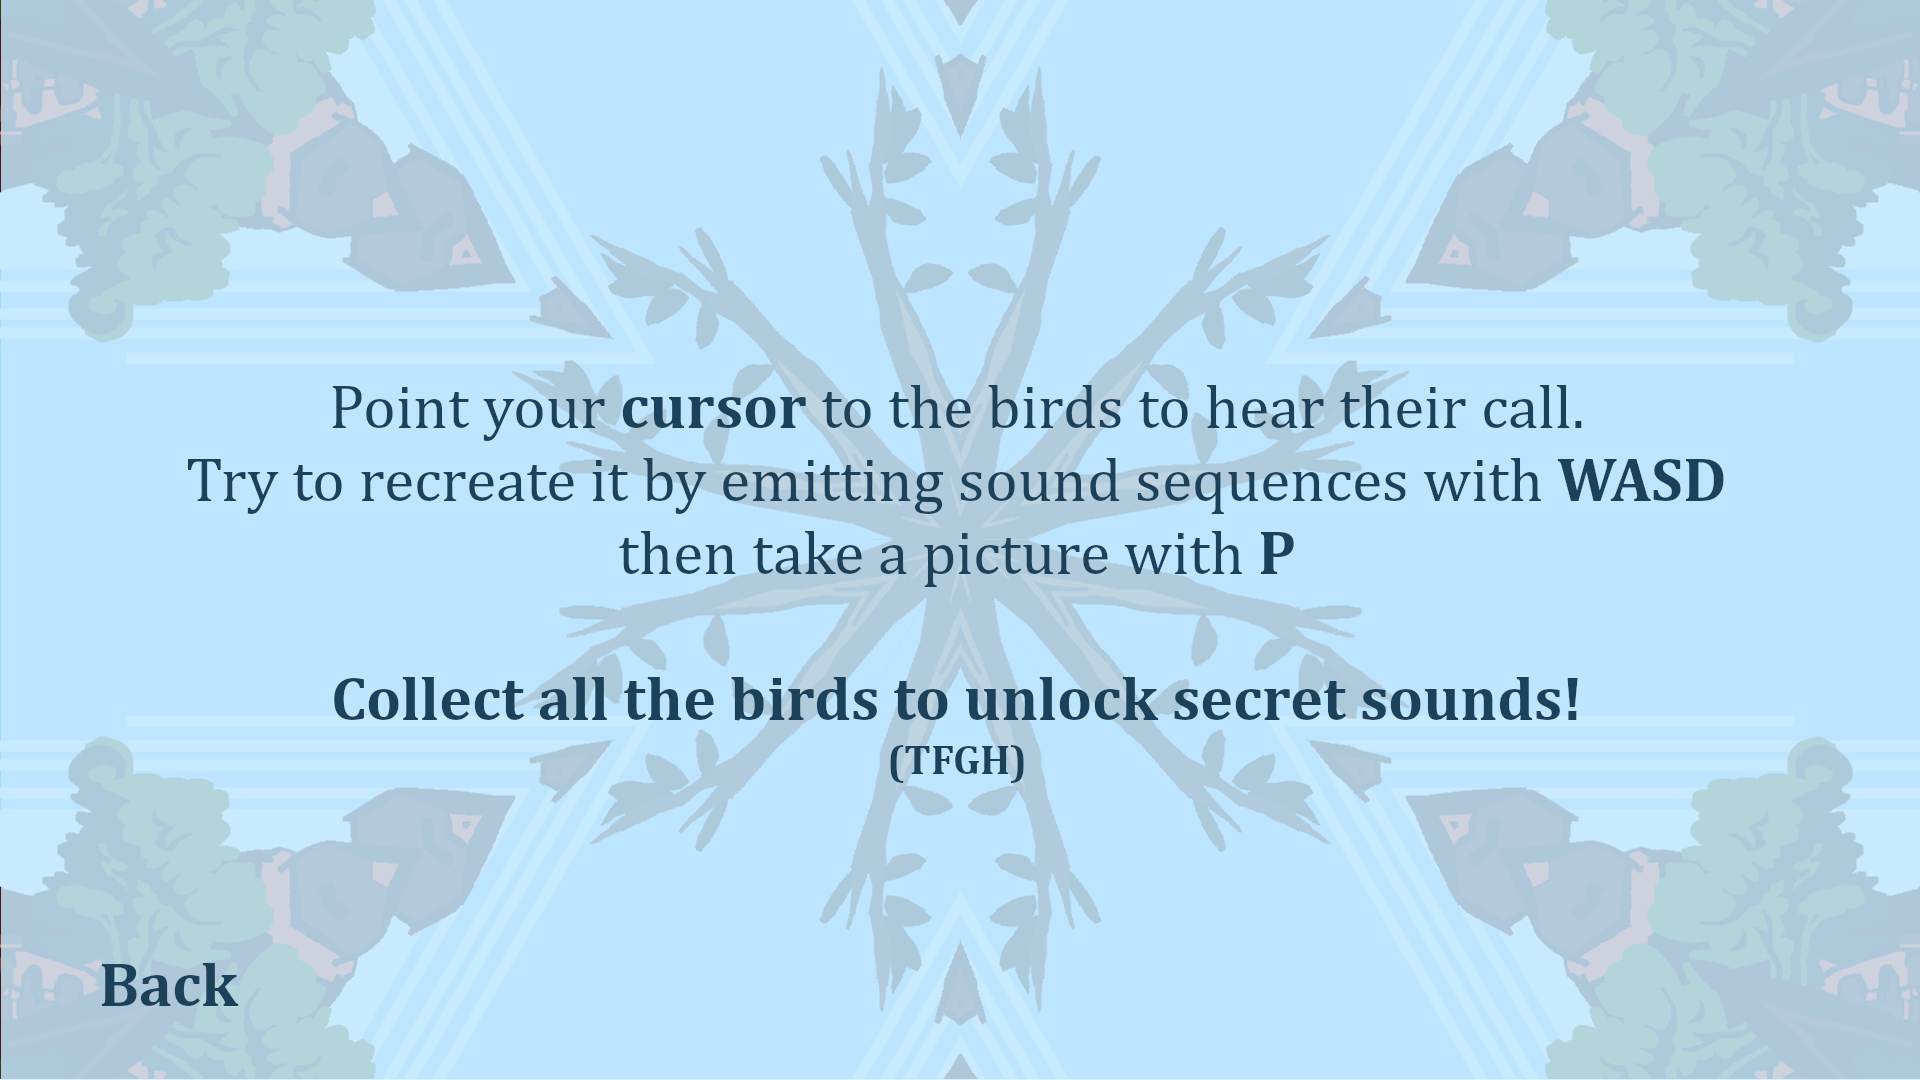 Point your cursor to the birds to hear their call.
Try to recreate it by emitting sound sequences with WASD
then take a picture with P
Collect all the birds to unlock secret sounds!
(TFGH)
Back